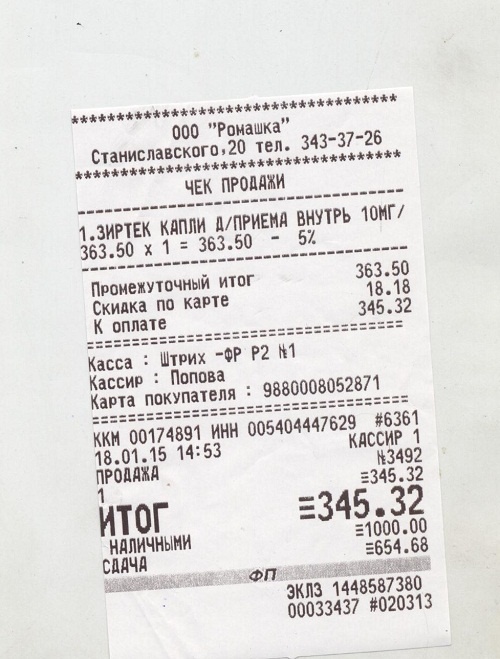 ****************************************
ООО "Ромашка"
Станиславского,20 тел. 343-37-26
****************************************
ЧЕК ПРОДАЖИ
----------------------------------------
1.ЗИРТЕК КАПЛИ Д/ПРИЕМА ВНУТРЬ 10МГ/
363.50 x 1 = 363.50 - 5%
----------------------------------------
Промежуточный итог 363.50
Скидка по карте 18.18
К оплате 345.32
========================================
Касса : Штрих -ФР Р2 №1
Кассир : Попова
Карта покупателя : 9880008052871
========================================
ККМ 00174891 ИНН 005404447629 #6361
18.01.15 14:53 КАССИР 1
ПРОДАЖА №3492
1 ≡345.32
ИТОГ ≡345.32
НАЛИЧНЫМИ ≡1000.00
СДАЧА ≡654.68
ФП
ЭКЛЗ 1448587380
00033437 #020313